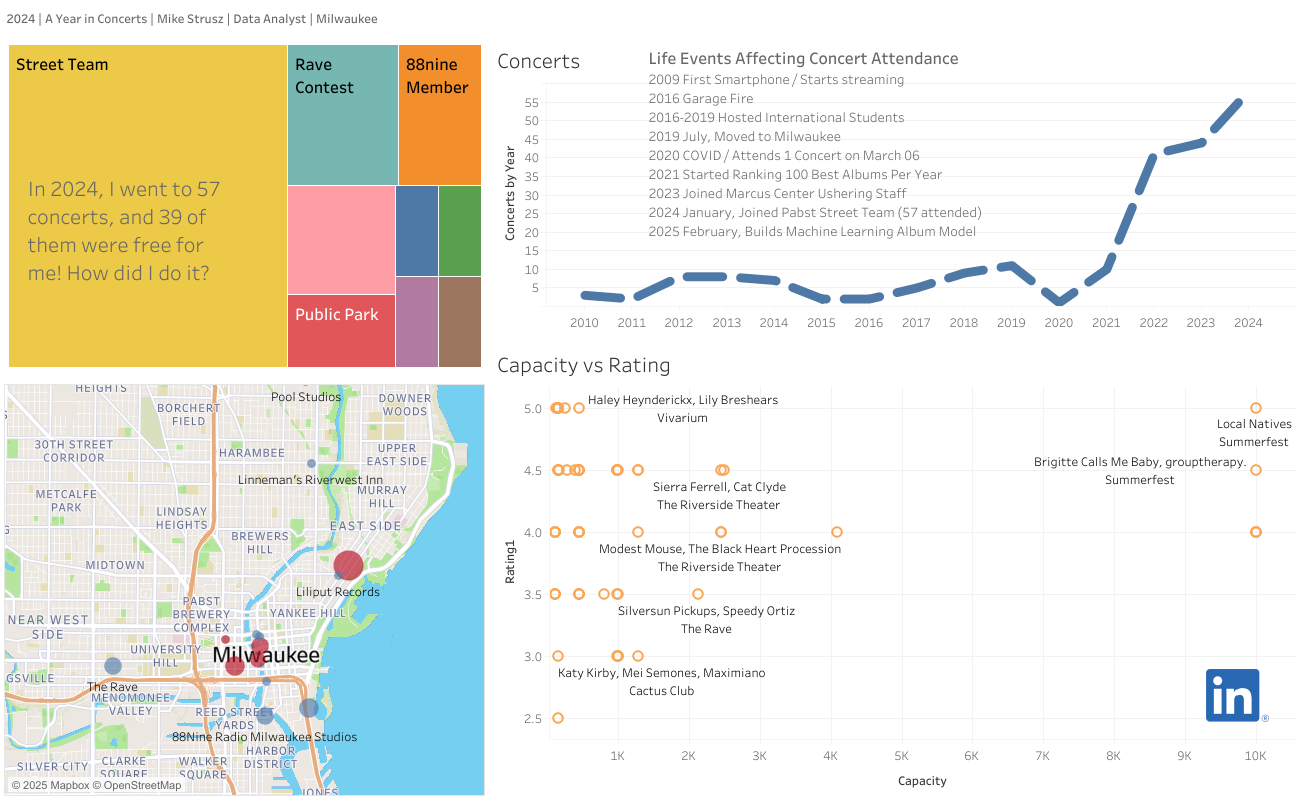 2024 | A Year in Concerts | Mike Strusz | Data Analyst | Milwaukee
Street Team
In 2024, I went to 57
concerts, and 39 of
them were free for
me! How did I do it?
Rave
Contest
88nine
Member
Public Park
Concerts
Life Events Affecting Concert Attendance
2009 First Smartphone / Starts streaming
2016 Garage Fire
2016-2019 Hosted International Students
2019 July, Moved to Milwaukee
2020 COVID / Attends 1 Concert on March 06
2021 Started Ranking 100 Best Albums Per Year
2023 Joined Marcus Center Ushering Staff
2024 January, Joined Pabst Street Team (57 attended)
2025 February, Builds Machine Learning Album Model
Concerts by Year
55
50
45
40
35
30
25
20
15
10
5
2010 2011 2012 2013 2014 2015 2016 2017 2018 2019 2020 2021 2022 2023 2024
HEIGHTS
Pool Studios
BORCHERT
FIELD
DOWNER
WOODS
30TH STREET
CORRIDOR
HARAMBEE
UPPER
EAST SIDE
Linneman's Riverwest Inn
METCALFE
PARK
MURRAY
HILL
LINDSAY
HEIGHTS
EAST SIDE
BREWERS
HILL
MIDTOWN
Liliput Records
PABST
BREWERY
COMPLEX
YANKEE HILL
NEAR WEST
SIDE
UNIVERSITY
HILL
Milwaukee
GSVILLE
The Rave
MENOMONEE
VALLEY
REED STREET
YARDS
88Nine Radio Milwaukee Studios
HARBOR
DISTRICT
SILVER CITY
CLARKE
SQUARE
WALKER
SQUARE
JONES
© 2025 Mapbox © OpenStreetMap
Capacity vs Rating
Rating1
5.0
4.5
4.0
3.5
3.0
2.5
Haley Heynderickx, Lily Breshears
Vivarium
Local Natives
Summerfest
Brigitte Calls Me Baby, grouptherapy.
Summerfest
Sierra Ferrell, Cat Clyde
The Riverside Theater
Modest Mouse, The Black Heart Procession
The Riverside Theater
Silversun Pickups, Speedy Ortiz
The Rave
Katy Kirby, Mei Semones, Maximiano
Cactus Club
in®
1K 2K 3K 4K 5K 6K 7K 8K 9K 10K
Capacity